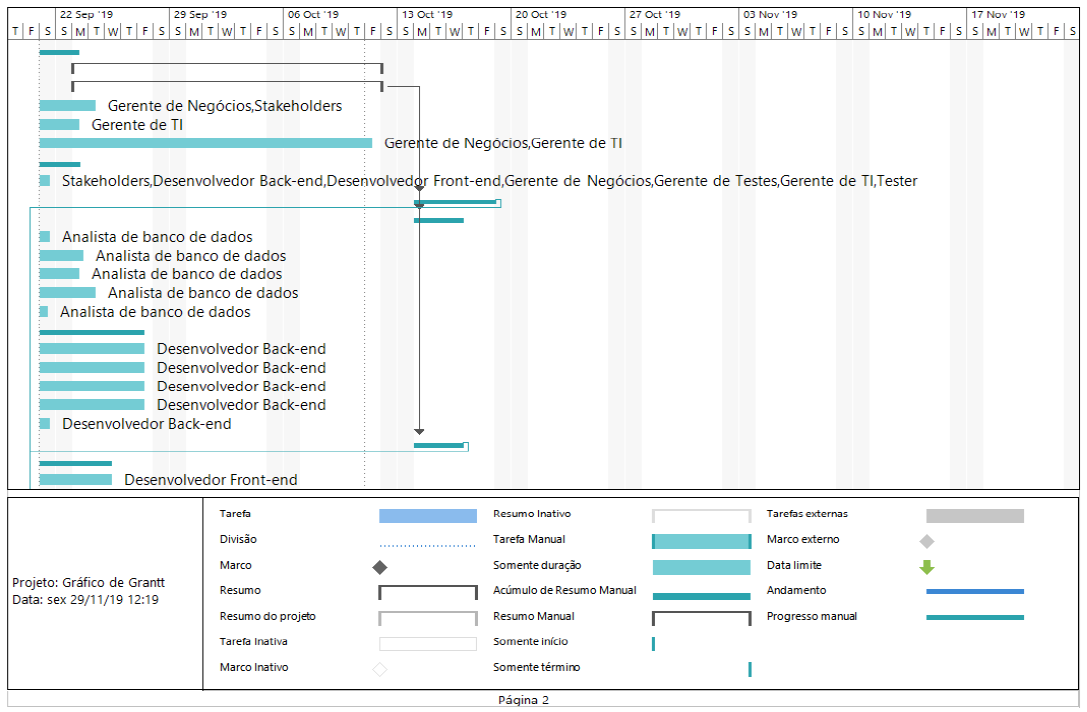 22 Sep '19 29 Sep '19 06 Oct '19 13 Oct '19 20 Oct '19 27 Oct '19 03 Nov '19 10 Nov '19 17 Nov '19
T F S S M T W T F S S M T W T F S S M T W T F S S M T W T F S S M T W T F S S M T W T F S S M T W T F S S M T W T F S S M T W T F S
Gerente de Negócios,Stakeholders
Gerente de TI
Gerente de Negócios,Gerente de TI
Stakeholders,Desenvolvedor Back-end,Desenvolvedor Front-end,Gerente de Negócios,Gerente de Testes,Gerente de TI,Tester
Analista de banco de dados
Analista de banco de dados
Analista de banco de dados
Analista de banco de dados
Analista de banco de dados
Desenvolvedor Back-end
Desenvolvedor Back-end
Desenvolvedor Back-end
Desenvolvedor Back-end
Desenvolvedor Back-end
Desenvolvedor Front-end
Projeto: Gráfico de Grantt
Data: sex 29/11/19 12:19
Tarefa
Divisão
Marco
Resumo
Resumo do projeto
Tarefa Inativa
Marco Inativo
Resumo Inativo
Tarefa Manual
Somente duração
Acúmulo de Resumo Manual
Resumo Manual
Somente início
Somente término
Tarefas externas
Marco externo
Data limite
Andamento
Progresso manual
Página 2